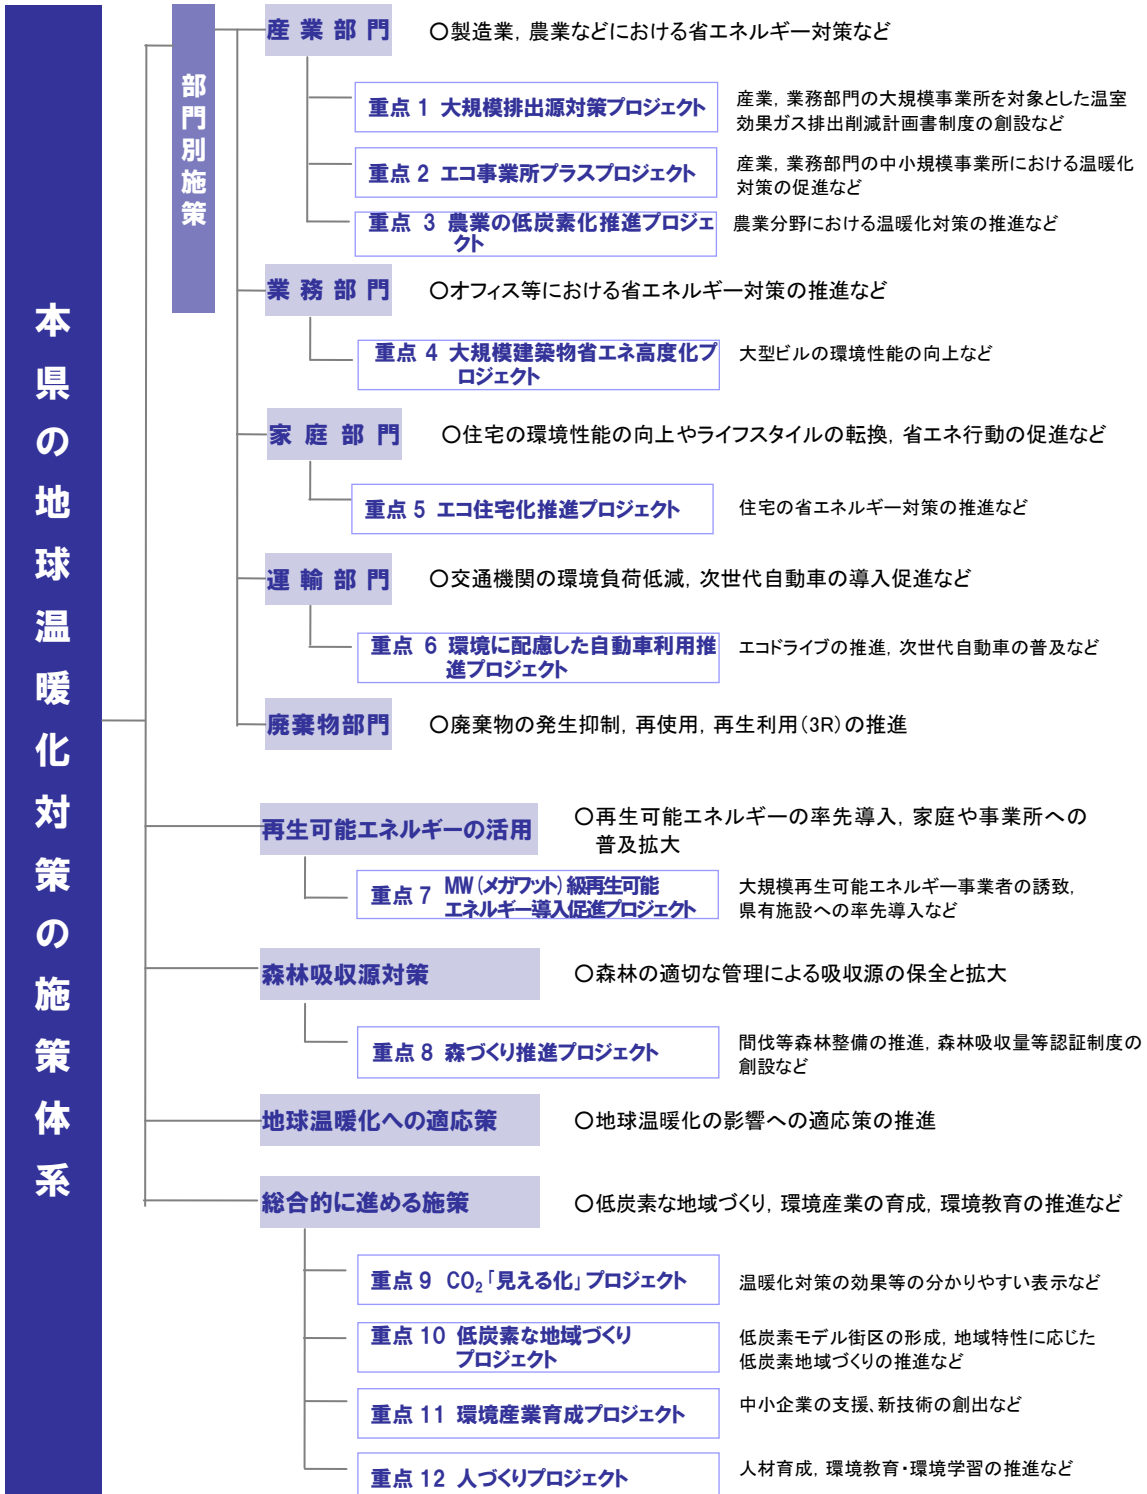 本県の地球温暖化対策の施策体系
部門別施策
産業部門
○製造業，農業などにおける省エネルギー対策など
重点 1 大規模排出源対策プロジェクト
産業，業務部門の大規模事業所を対象とした温室
効果ガス排出削減計画書制度の創設など
重点 2 エコ事業所プラスプロジェクト
産業，業務部門の中小規模事業所における温暖化
対策の促進など
重点 3 農業の低炭素化推進プロジェ
クト
農業分野における温暖化対策の推進など
業務部門
○オフィス等における省エネルギー対策の推進など
重点 4 大規模建築物省エネ高度化プ
ロジェクト
大型ビルの環境性能の向上など
家庭部門
○住宅の環境性能の向上やライフスタイルの転換，省エネ行動の促進など
重点 5 エコ住宅化推進プロジェクト
住宅の省エネルギー対策の推進など
運輸部門
○交通機関の環境負荷低減，次世代自動車の導入促進など
重点 6 環境に配慮した自動車利用推
進プロジェクト
エコドライブの推進，次世代自動車の普及など
廃棄物部門
○廃棄物の発生抑制，再使用，再生利用（3R）の推進
再生可能エネルギーの活用
○再生可能エネルギーの率先導入，家庭や事業所への
普及拡大
重点 7 MW（メガワット）級再生可能
エネルギー導入促進プロジェクト
大規模再生可能エネルギー事業者の誘致，
県有施設への率先導入など
森林吸収源対策
○森林の適切な管理による吸収源の保全と拡大
重点 8 森づくり推進プロジェクト
間伐等森林整備の推進，森林吸収量等認証制度の
創設など
地球温暖化への適応策
○地球温暖化の影響への適応策の推進
総合的に進める施策
○低炭素な地域づくり，環境産業の育成，環境教育の推進など
重点 9 CO₂「見える化」プロジェクト
温暖化対策の効果等の分かりやすい表示など
重点 10 低炭素な地域づくり
プロジェクト
低炭素モデル街区の形成，地域特性に応じた
低炭素地域づくりの推進など
重点 11 環境産業育成プロジェクト
中小企業の支援、新技術の創出など
重点 12 人づくりプロジェクト
人材育成，環境教育・環境学習の推進など